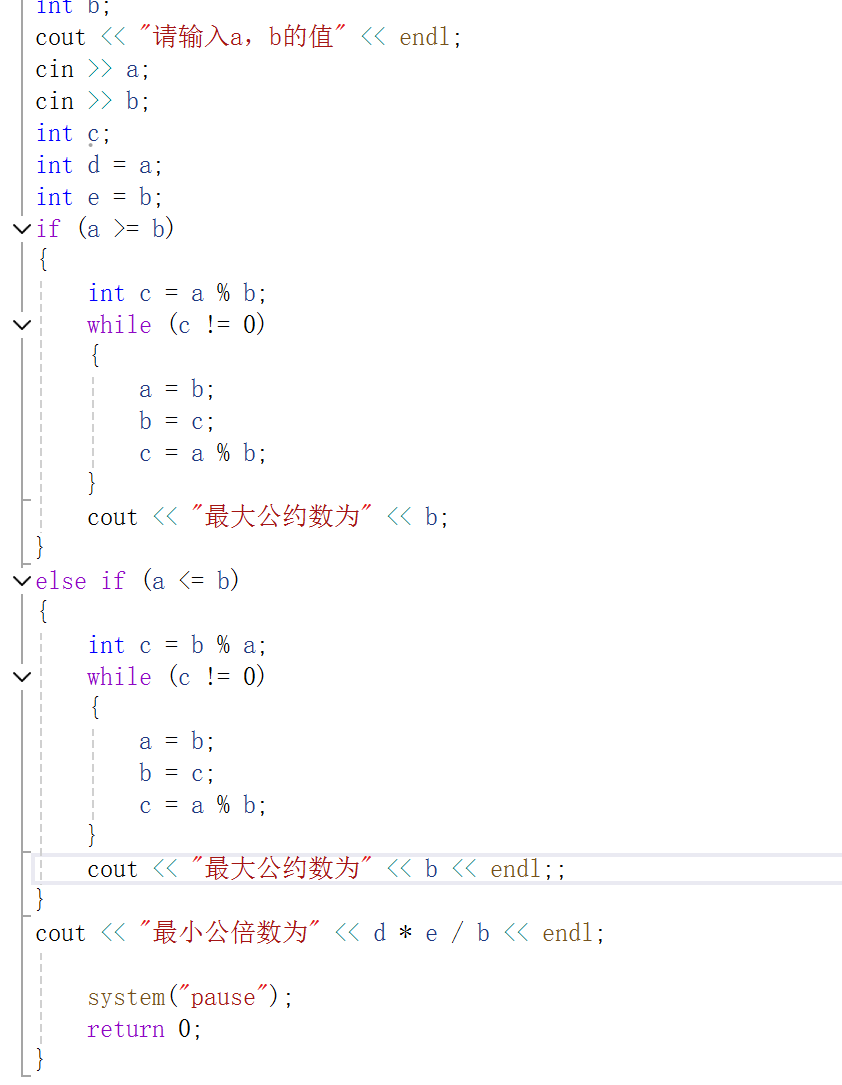 int b;
cout << "请输入a，b的值" << endl;
cin >> a;
cin >> b;
int c;
int d = a;
int e = b;
if (a >= b)
{
    int c = a % b;
    while (c != 0)
    {
        a = b;
        b = c;
        c = a % b;
    }
    cout << "最大公约数为" << b;
}
else if (a <= b)
{
    int c = b % a;
    while (c != 0)
    {
        a = b;
        b = c;
        c = a % b;
    }
    cout << "最大公约数为" << b << endl;;
}
cout << "最小公倍数为" << d * e / b << endl;
    system("pause");
    return 0;
}